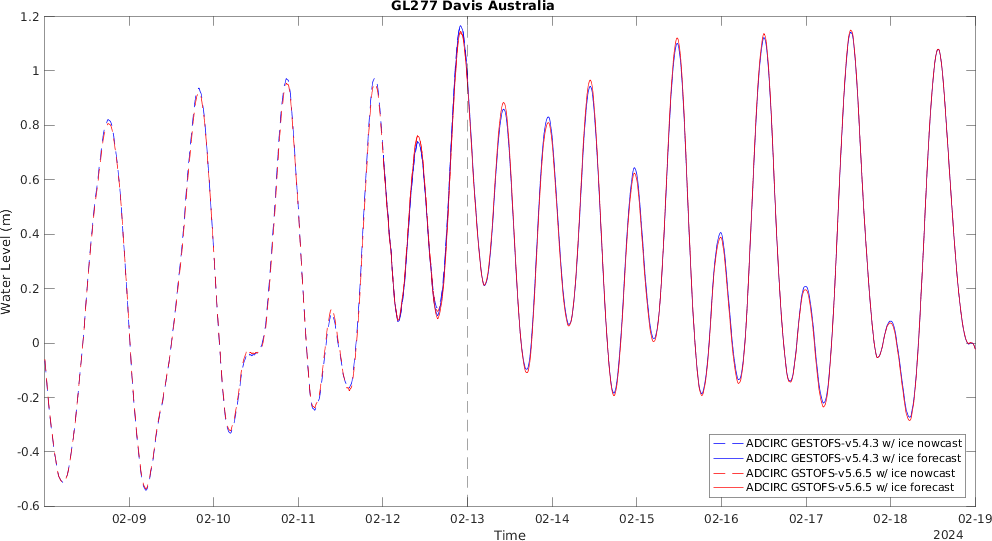 GL277 Davis Australia
1.2
1
0.8
0.6
0.4
0.2
0
-0.2
-0.4
-0.6
Water Level (m)
ADCIRC GESTOFS-v5.4.3 w/ ice nowcast
ADCIRC GESTOFS-v5.4.3 w/ ice forecast
ADCIRC GSTOFS-v5.6.5 w/ ice nowcast
ADCIRC GSTOFS-v5.6.5 w/ ice forecast
02-09 02-10 02-11 02-12 02-13 02-14 02-15 02-16 02-17 02-18 02-19
Time
2024